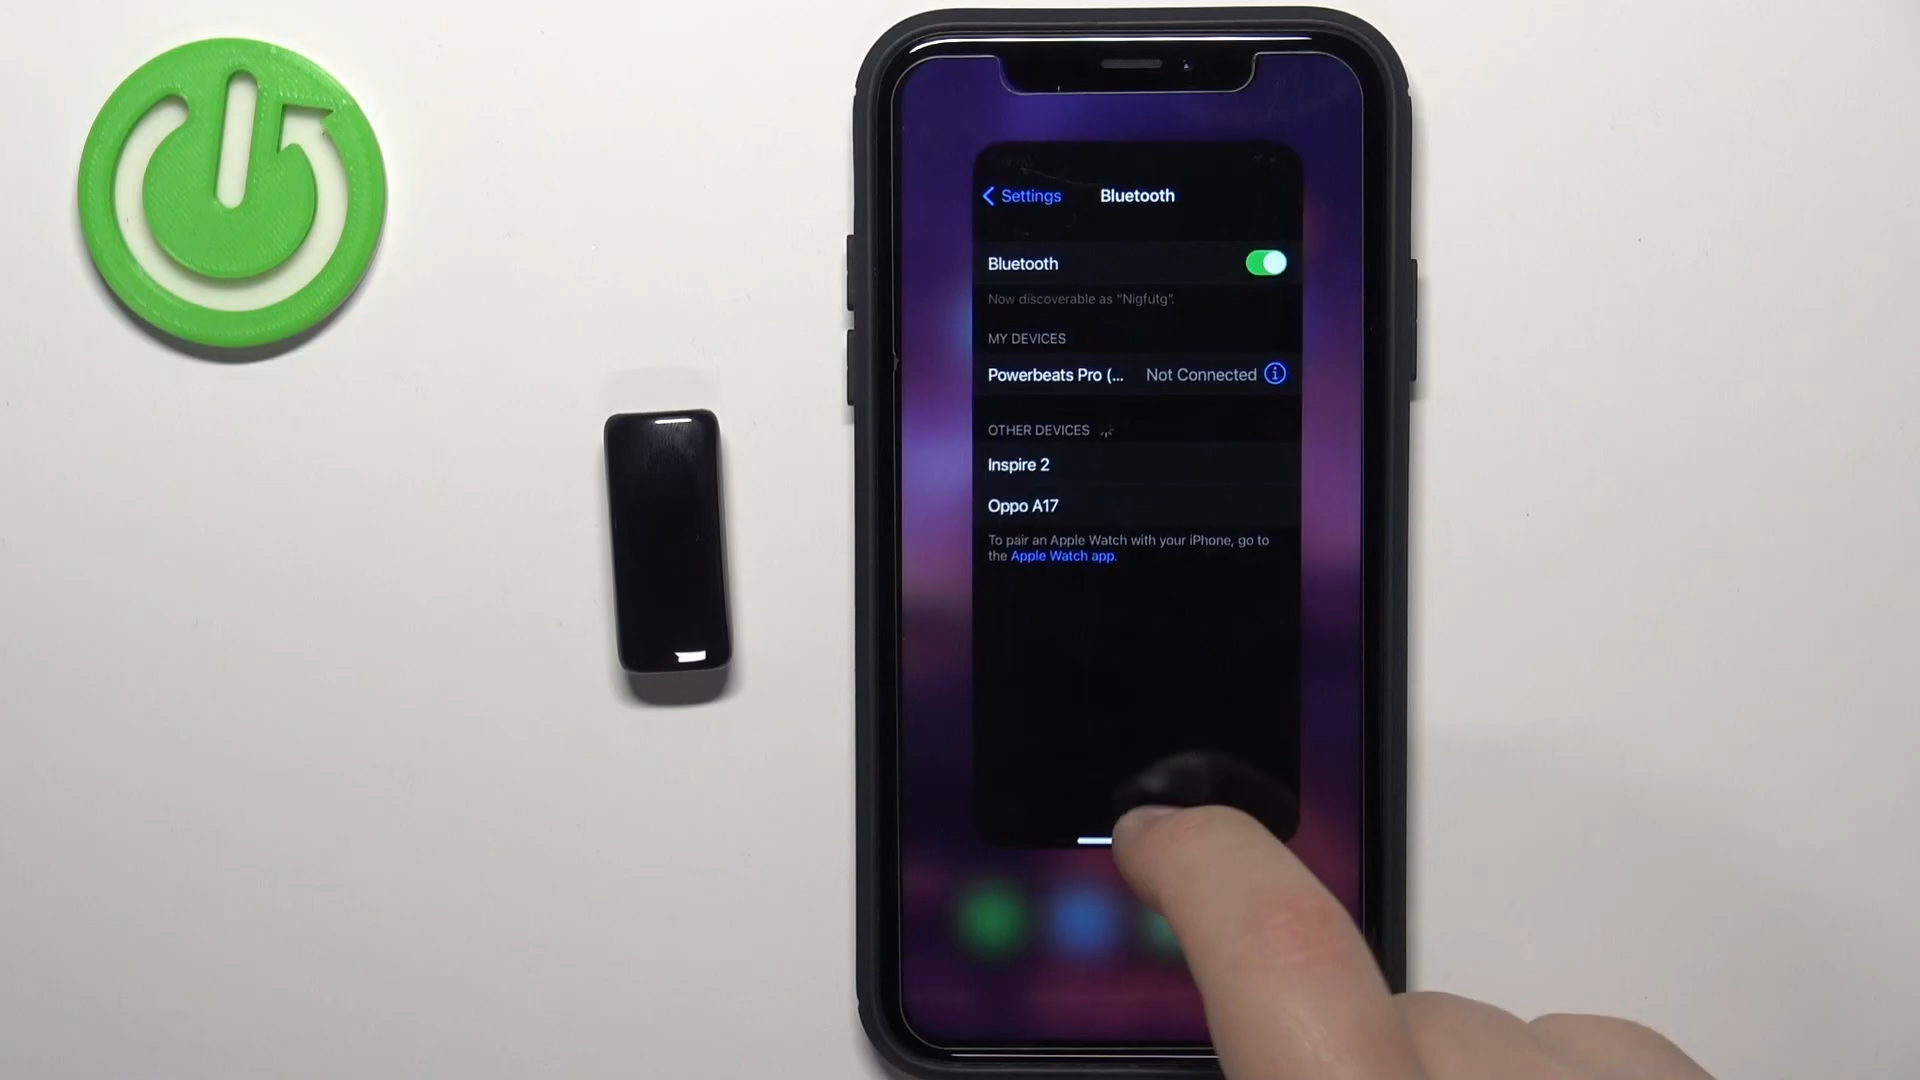 Settings
Bluetooth
Bluetooth
Now discoverable as “Nigfutg”.
MY DEVICES
Powerbeats Pro (... Not Connected
OTHER DEVICES
Inspire 2
Oppo A17
To pair an Apple Watch with your iPhone, go to
the Apple Watch app.